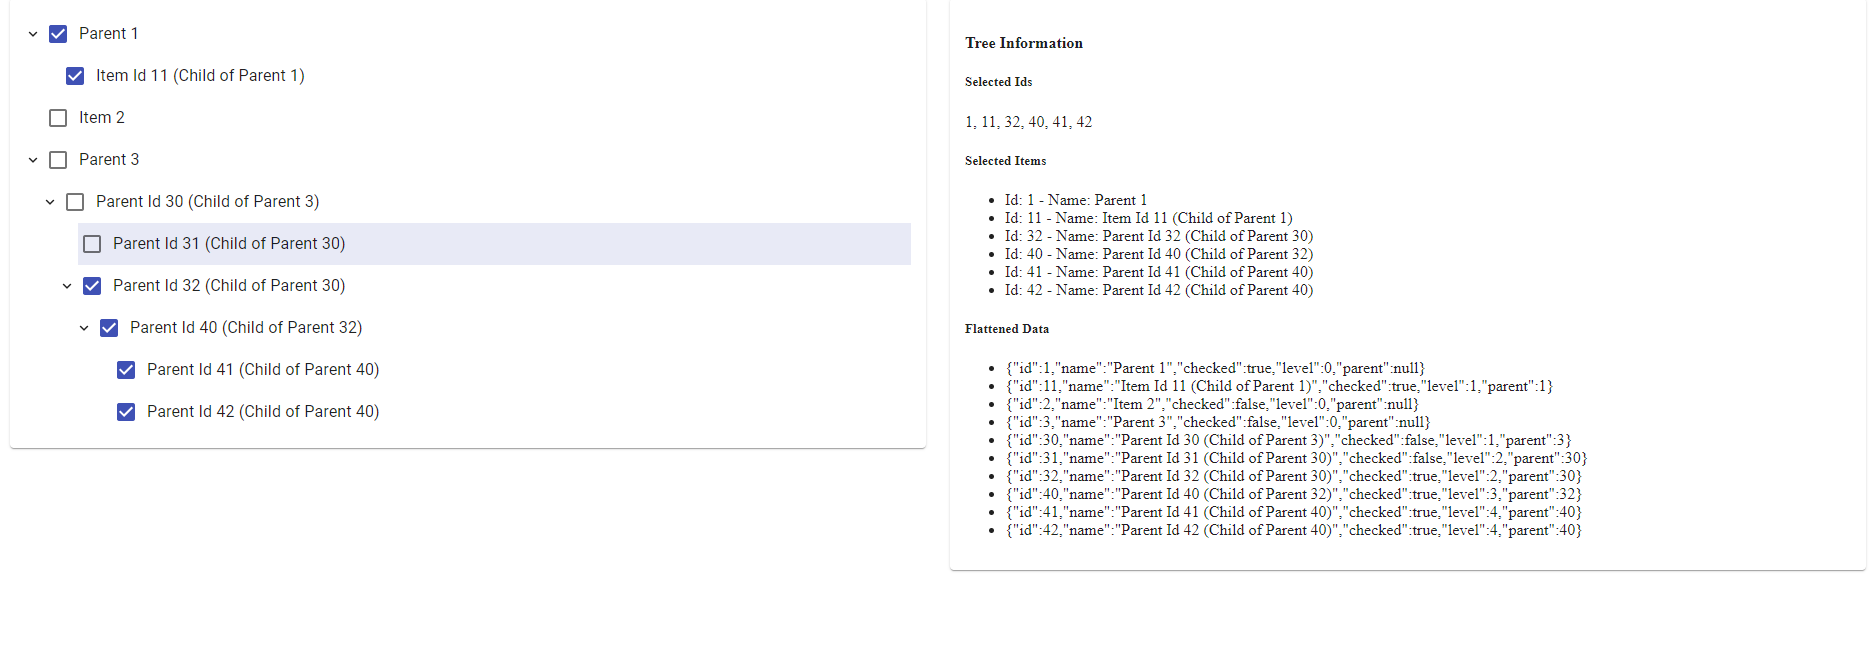 Parent 1
Item Id 11 (Child of Parent 1)
Item 2
Parent 3
Parent Id 30 (Child of Parent 3)
Parent Id 31 (Child of Parent 30)
Parent Id 32 (Child of Parent 30)
Parent Id 40 (Child of Parent 32)
Parent Id 41 (Child of Parent 40)
Parent Id 42 (Child of Parent 40)
Tree Information
Selected Ids
1, 11, 32, 40, 41, 42
Selected Items
Id: 1 - Name: Parent 1
Id: 11 - Name: Item Id 11 (Child of Parent 1)
Id: 32 - Name: Parent Id 32 (Child of Parent 30)
Id: 40 - Name: Parent Id 40 (Child of Parent 32)
Id: 41 - Name: Parent Id 41 (Child of Parent 40)
Id: 42 - Name: Parent Id 42 (Child of Parent 40)
Flattened Data
{"id":1,"name":"Parent 1","checked":true,"level":0,"parent":null}
{"id":11,"name":"Item Id 11 (Child of Parent 1)","checked":true,"level":1,"parent":1}
{"id":2,"name":"Item 2","checked":false,"level":0,"parent":null}
{"id":3,"name":"Parent 3","checked":false,"level":0,"parent":null}
{"id":30,"name":"Parent Id 30 (Child of Parent 3)","checked":false,"level":1,"parent":3}
{"id":31,"name":"Parent Id 31 (Child of Parent 30)","checked":false,"level":2,"parent":30}
{"id":32,"name":"Parent Id 32 (Child of Parent 30)","checked":true,"level":2,"parent":30}
{"id":40,"name":"Parent Id 40 (Child of Parent 32)","checked":true,"level":3,"parent":32}
{"id":41,"name":"Parent Id 41 (Child of Parent 40)","checked":true,"level":4,"parent":40}
{"id":42,"name":"Parent Id 42 (Child of Parent 40)","checked":true,"level":4,"parent":40}